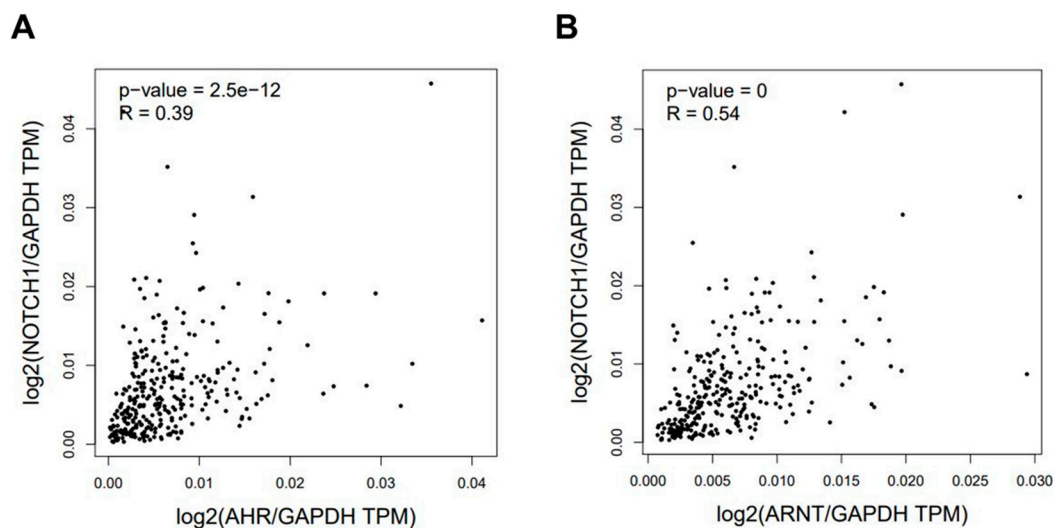 A
p-value = 2.5e-12
R = 0.39
log2(NOTCH1/GAPDH TPM)
0.04
0.03
0.02
0.01
0.00
0.00 0.01 0.02 0.03 0.04
log2(AHR/GAPDH TPM)
B
p-value = 0
R = 0.54
log2(NOTCH1/GAPDH TPM)
0.04
0.03
0.02
0.01
0.00
0.000 0.005 0.010 0.015 0.020 0.025 0.030
log2(ARNT/GAPDH TPM)